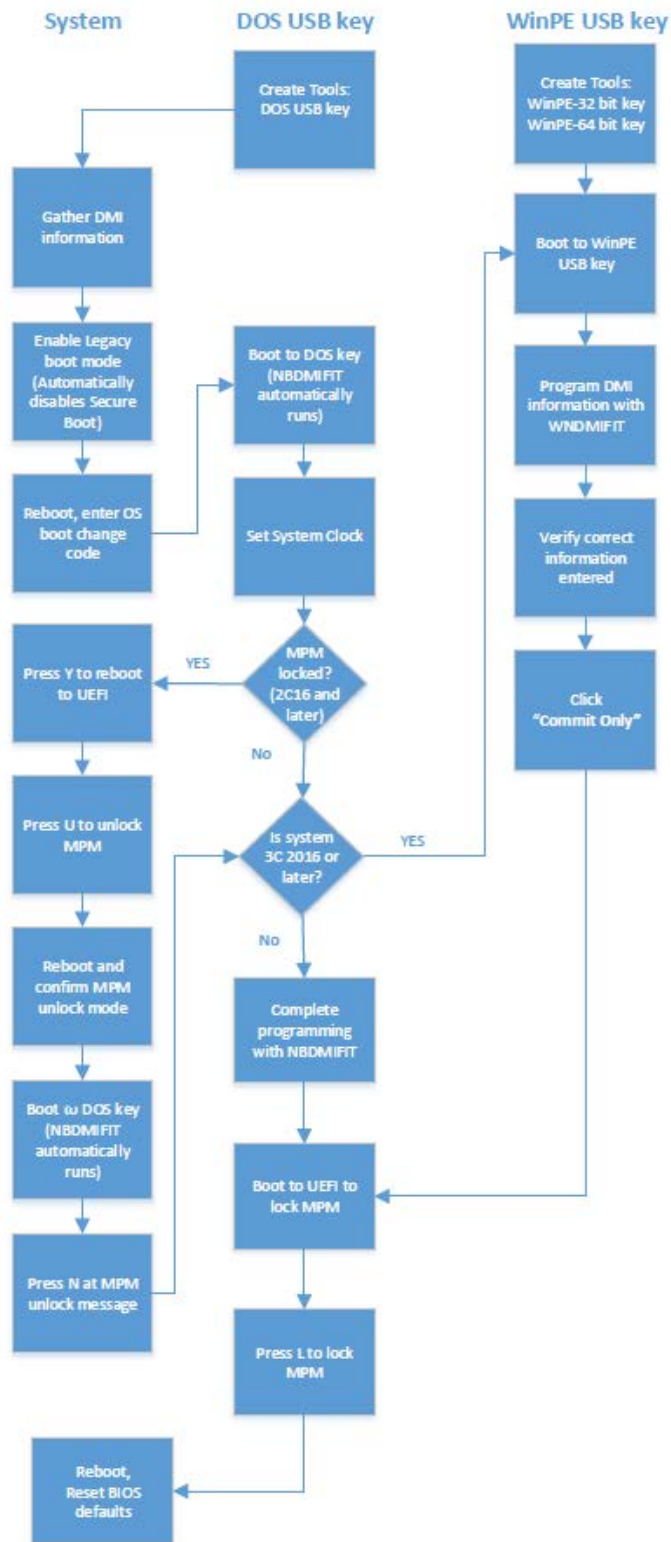 System
DOS USB key
WinPE USB key
Create Tools:
DOS USB key
Create Tools:
WinPE-32 bit key
WinPE-64 bit key
Gather DMI
information
Boot to WinPE
USB key
Enable Legacy
boot mode
(Automatically
disables Secure
Boot)
Boot to DOS key
(NBDMIFIT
automatically
runs)
Program DMI
information with
WNDMIFIT
Reboot, enter OS
boot change
code
Set System Clock
Verify correct
information
entered
MPM
locked?
(2C16 and
later)
YES
No
Press Y to reboot
to UEFI
Click
“Commit Only”
Press U to unlock
MPM
Is system
3C 2016 or
later?
YES
No
Reboot and
confirm MPM
unlock mode
Complete
programming
with NBDMIFIT
Boot ω DOS key
(NBDMIFIT
automatically
runs)
Boot to UEFI to
lock MPM
Press N at MPM
unlock message
Press L to lock
MPM
Reboot,
Reset BIOS
defaults